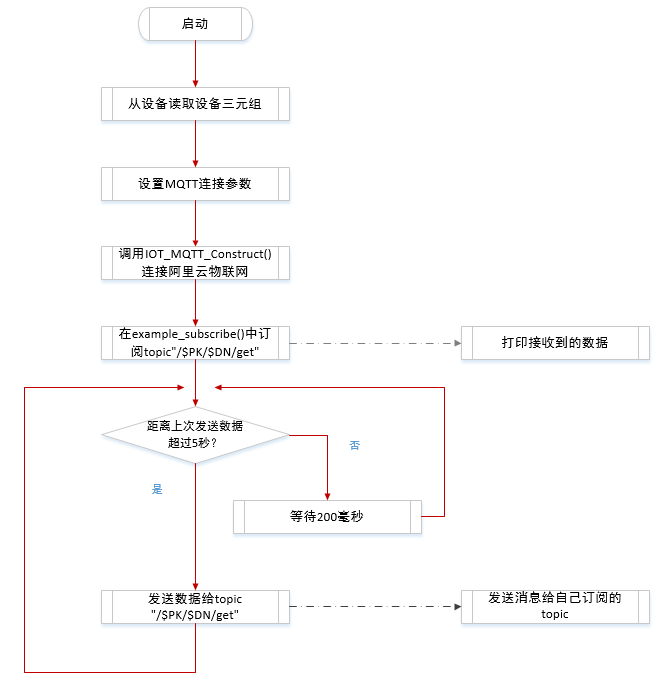 启动
从设备读取设备三元组
设置MQTT连接参数
调用IOT_MQTT_Construct()
连接阿里云物联网
在example_subscribe()中订
阅topic"/$PK/$DN/get"
打印接收到的数据
距离上次发送数据
超过5秒？
否
是
等待200毫秒
发送数据给topic
"/$PK/$DN/get"
发送消息给自己订阅的
topic